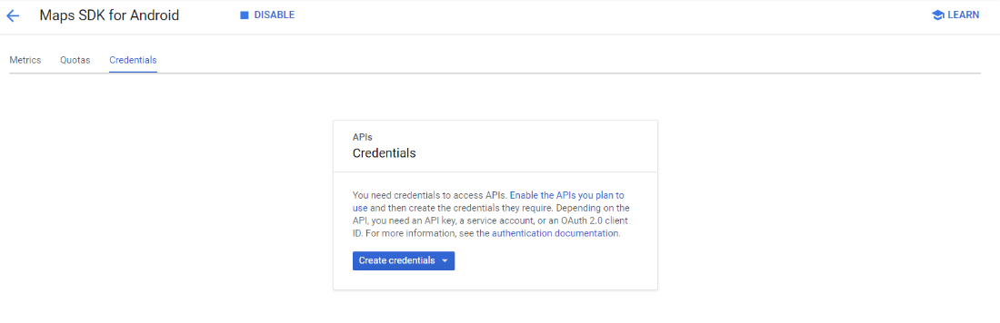 Maps SDK for Android DISABLE LEARN
Metrics Quotas Credentials
APIs
Credentials
You need credentials to access APIs. Enable the APIs you plan to
use and then create the credentials they require. Depending on the
API, you need an API key, a service account, or an OAuth 2.0 client
ID. For more information, see the authentication documentation.
Create credentials